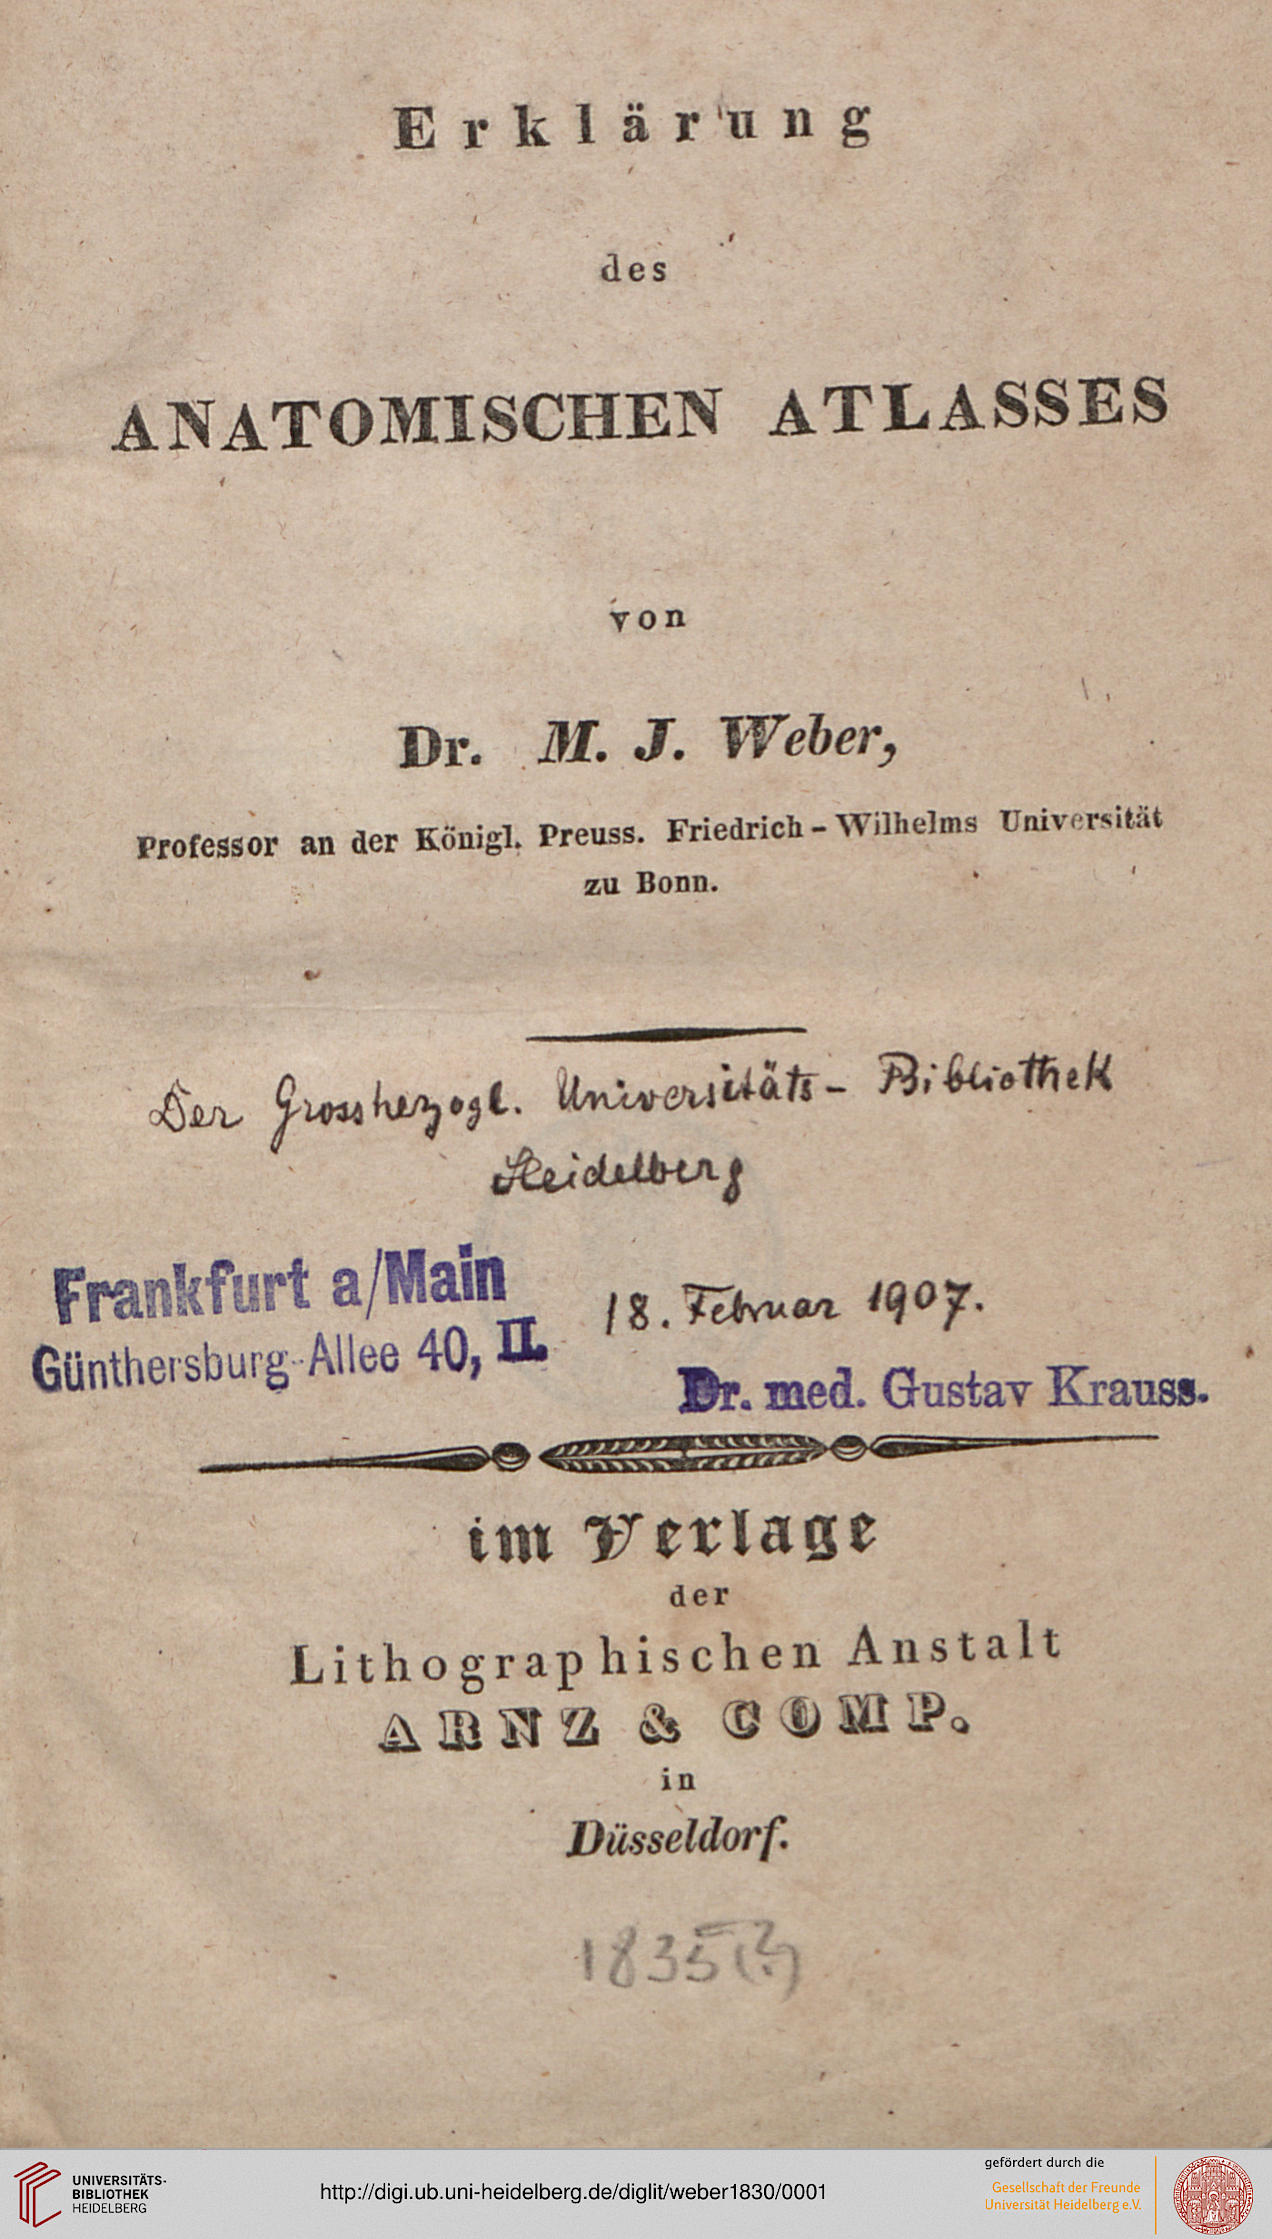 Erklärung
des
ANATOMISCHEN ATLASSES
von
Dr. M. J. Weber,
Professor an der Königl. Preuss. Friedrich-Wilhelms Universität
zu Bonn.
Der Grossherzogl. Universitäts-Bibliothek
Heidelberg
Frankfurt a/Main
Günthersburg-Allee 40, II.
18. Februar 1907.
Dr. med. Gustav Krauss.
im Verlage
der
Lithographischen Anstalt
ARNZ & COMP.
in
Düsseldorf.
1835(?)
UNIVERSITÄTS-
BIBLIOTHEK
HEIDELBERG
http://digi.ub.uni-heidelberg.de/diglit/weber1830/0001
gefördert durch die
Gesellschaft der Freunde
Universität Heidelberg e.V.